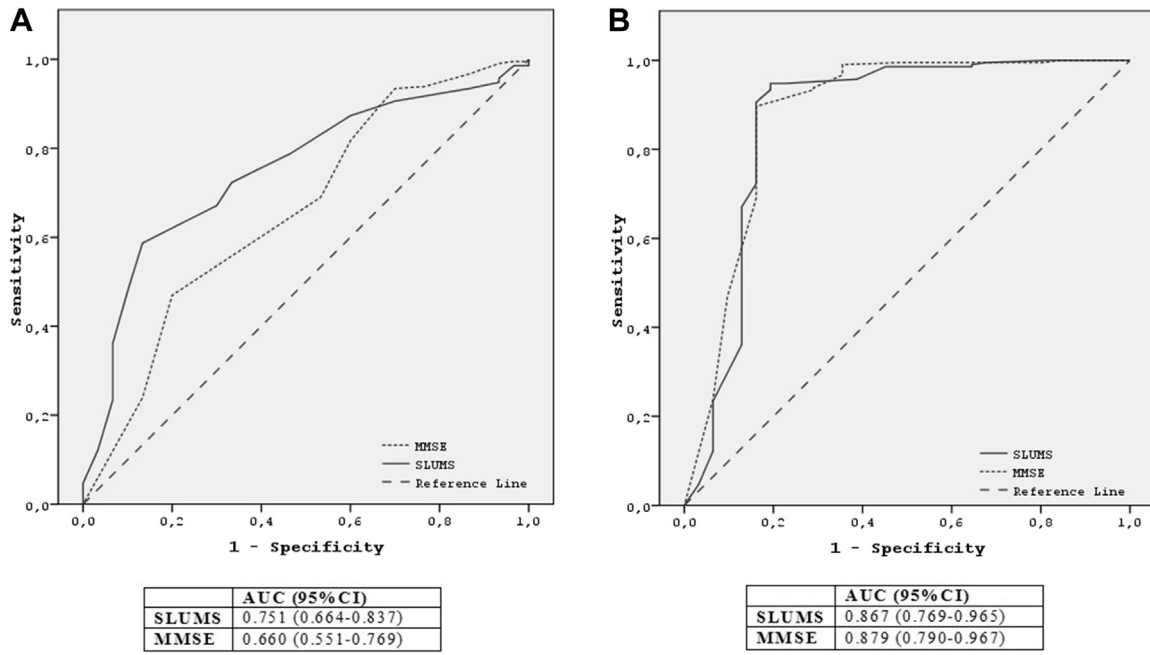 A
Sensitivity
1,0
0,8
0,6
0,4
0,2
0,0
MMSE
SLUMS
Reference Line
0,0 0,2 0,4 0,6 0,8 1,0
1 - Specificity
AUC (95%CI)
SLUMS 0.751 (0.664-0.837)
MMSE 0.660 (0.551-0.769)
B
Sensitivity
1,0
0,8
0,6
0,4
0,2
0,0
SLUMS
MMSE
Reference Line
0,0 0,2 0,4 0,6 0,8 1,0
1 - Specificity
AUC (95%CI)
SLUMS 0.867 (0.769-0.965)
MMSE 0.879 (0.790-0.967)